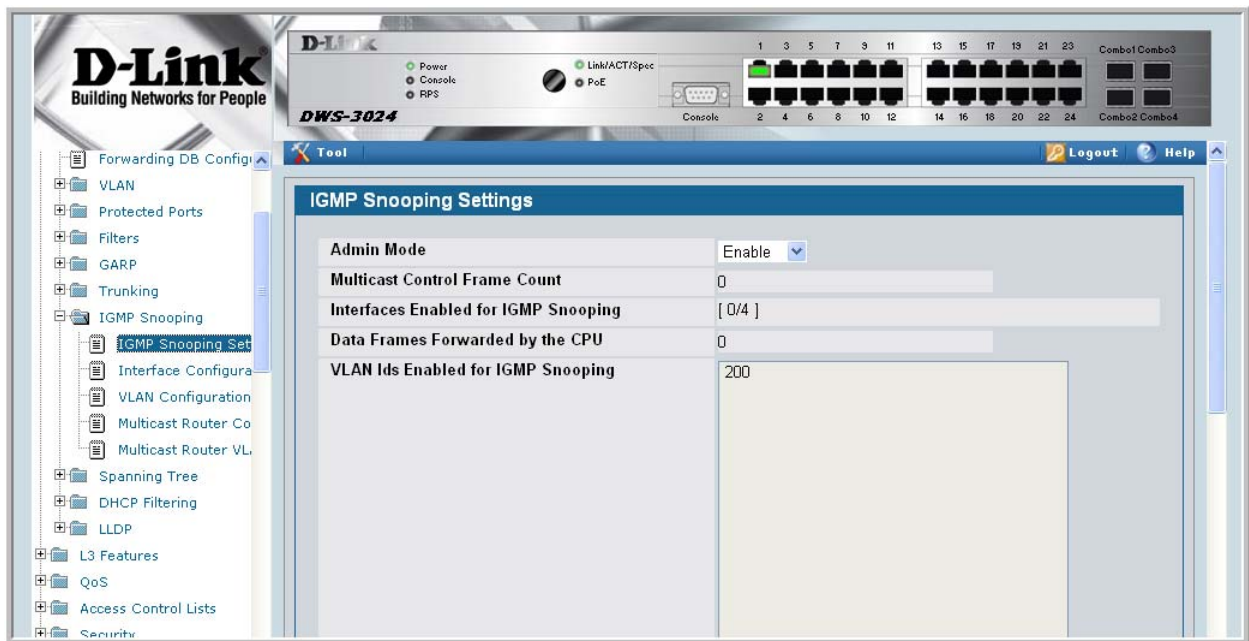 D-Link
Building Networks for People
D-Link
Power
Console
RPS
Link/ACT/Spec
PoE
DWS-3024
Console
1 3 5 7 9 11 13 15 17 19 21 23
Combo1 Combo3
2 4 6 8 10 12 14 16 18 20 22 24
Combo2 Combo4
Tool
Logout
Help
Forwarding DB Configu
VLAN
Protected Ports
Filters
GARP
Trunking
IGMP Snooping
IGMP Snooping Set
Interface Configura
VLAN Configuration
Multicast Router Co
Multicast Router VL
Spanning Tree
DHCP Filtering
LLDP
L3 Features
QoS
Access Control Lists
Security
IGMP Snooping Settings
Admin Mode Enable
Multicast Control Frame Count 0
Interfaces Enabled for IGMP Snooping [ 0/4 ]
Data Frames Forwarded by the CPU 0
VLAN Ids Enabled for IGMP Snooping 200